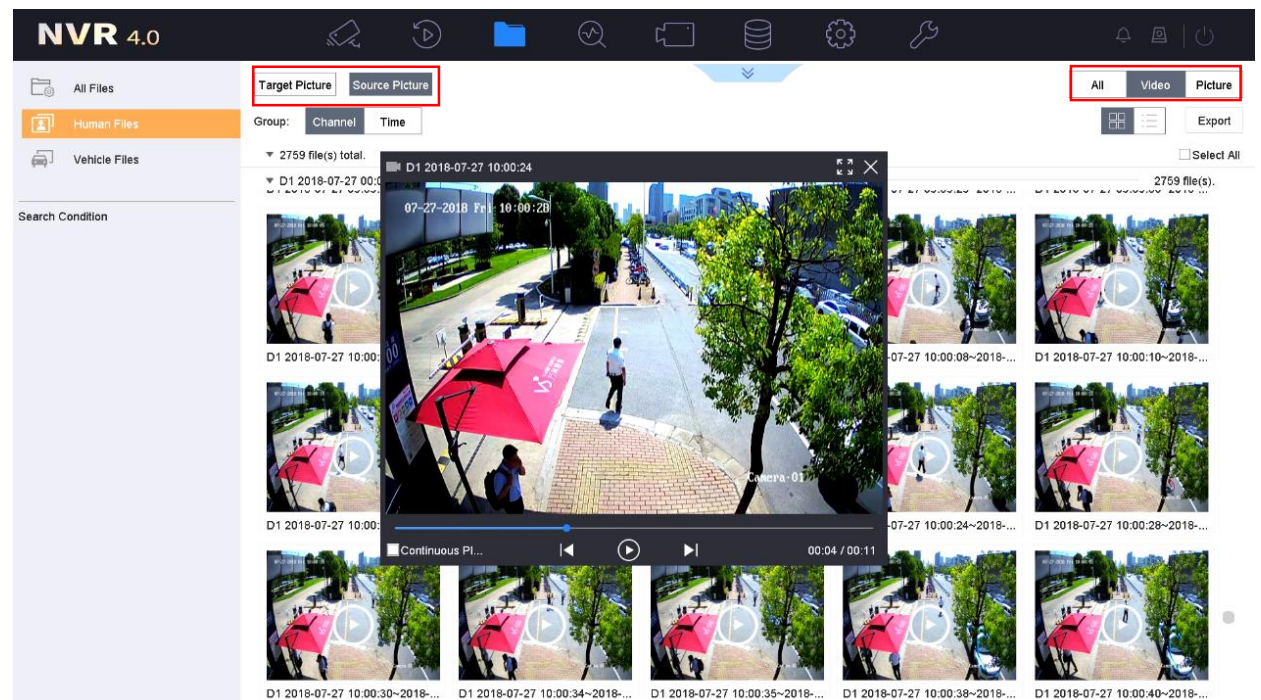 NVR 4.0
All Files
Human Files
Vehicle Files
Search Condition
Target Picture Source Picture
All Video Picture
Group: Channel Time
Export
2759 file(s) total.
Select All
D1 2018-07-27 00:0
2759 file(s).
D1 2018-07-27 10:00:24
07-27-2018 Fri 10:00:28
Camera 01
Continuous Pl...
00:04 / 00:11
D1 2018-07-27 10:00:
-07-27 10:00:08~2018-...
D1 2018-07-27 10:00:10~2018-...
D1 2018-07-27 10:00:
-07-27 10:00:24~2018-...
D1 2018-07-27 10:00:28~2018-...
D1 2018-07-27 10:00:30~2018-...
D1 2018-07-27 10:00:34~2018-...
D1 2018-07-27 10:00:35~2018-...
D1 2018-07-27 10:00:38~2018-...
D1 2018-07-27 10:00:40~2018-...